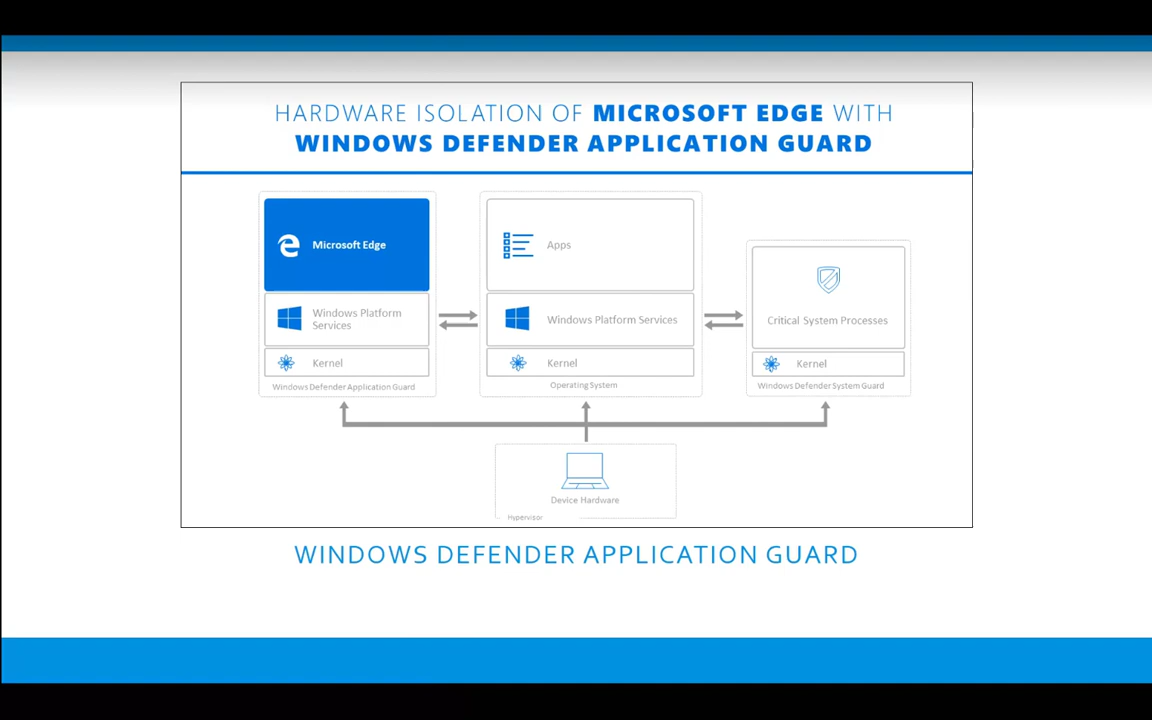 HARDWARE ISOLATION OF MICROSOFT EDGE WITH
WINDOWS DEFENDER APPLICATION GUARD
Microsoft Edge
Windows Platform
Services
Kernel
Windows Defender Application Guard
Apps
Windows Platform Services
Kernel
Operating System
Critical System Processes
Kernel
Windows Defender System Guard
Device Hardware
Hypervisor
WINDOWS DEFENDER APPLICATION GUARD